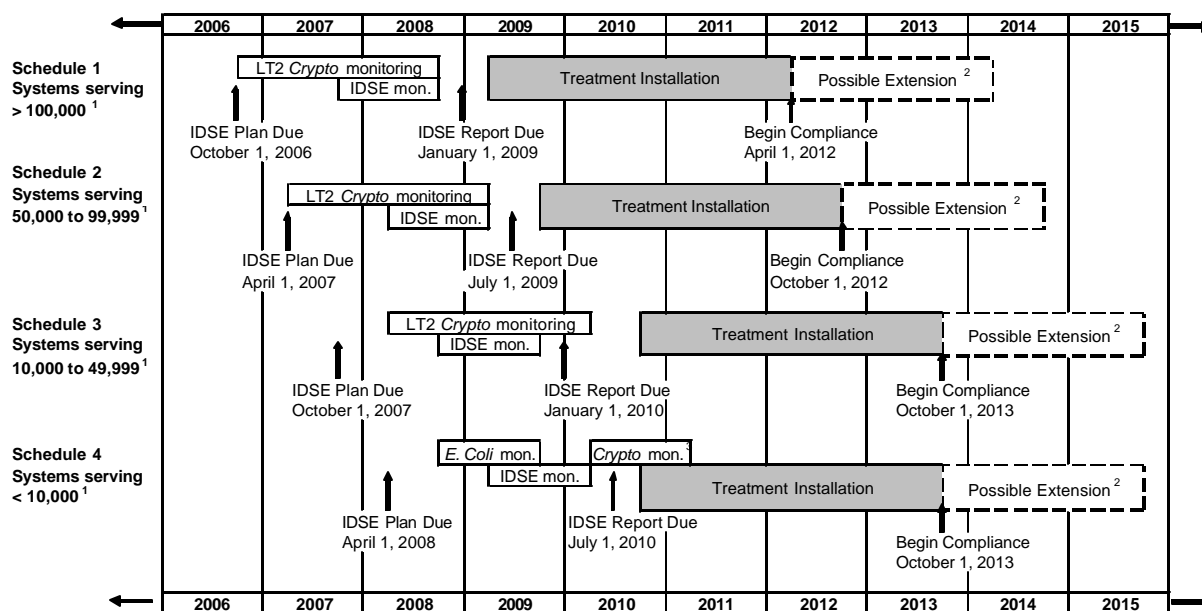 2006 2007 2008 2009 2010 2011 2012 2013 2014 2015
Schedule 1
Systems serving
> 100,000 ¹
LT2 Crypto monitoring
IDSE mon.
Treatment Installation
Possible Extension ²
IDSE Plan Due
October 1, 2006
IDSE Report Due
January 1, 2009
Begin Compliance
April 1, 2012
Schedule 2
Systems serving
50,000 to 99,999 ¹
LT2 Crypto monitoring
IDSE mon.
Treatment Installation
Possible Extension ²
IDSE Plan Due
April 1, 2007
IDSE Report Due
July 1, 2009
Begin Compliance
October 1, 2012
Schedule 3
Systems serving
10,000 to 49,999 ¹
LT2 Crypto monitoring
IDSE mon.
Treatment Installation
Possible Extension ²
IDSE Plan Due
October 1, 2007
IDSE Report Due
January 1, 2010
Begin Compliance
October 1, 2013
Schedule 4
Systems serving
< 10,000 ¹
E. Coli mon.
IDSE mon.
Crypto mon.
Treatment Installation
Possible Extension ²
IDSE Plan Due
April 1, 2008
IDSE Report Due
July 1, 2010
Begin Compliance
October 1, 2013
2006 2007 2008 2009 2010 2011 2012 2013 2014 2015